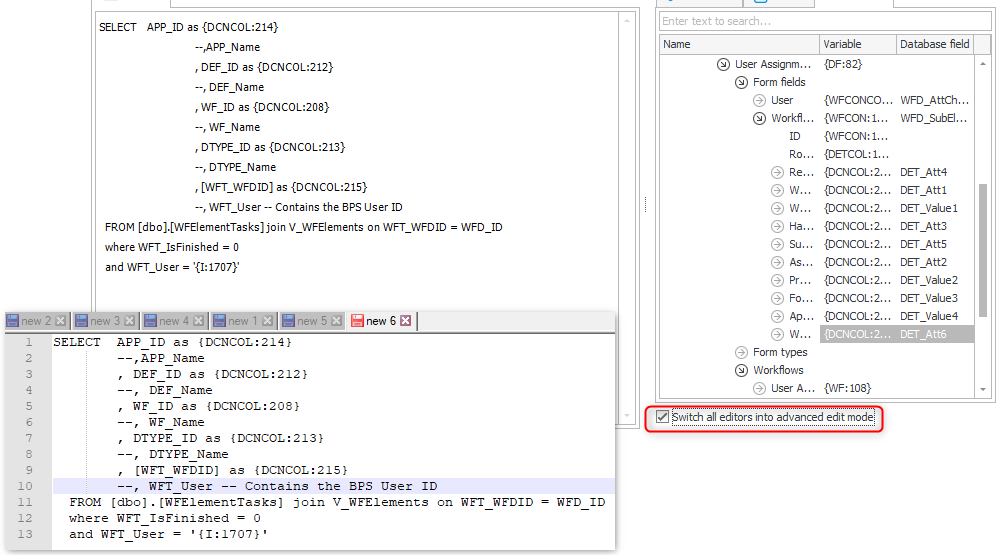 SELECT APP_ID as {DCNCOL:214}
--,APP_Name
, DEF_ID as {DCNCOL:212}
--, DEF_Name
, WF_ID as {DCNCOL:208}
--, WF_Name
, DTYPE_ID as {DCNCOL:213}
--, DTYPE_Name
, [WFT_WFDID] as {DCNCOL:215}
--, WFT_User -- Contains the BPS User ID
FROM [dbo].[WFElementTasks] join V_WFElements on WFT_WFDID = WFD_ID
where WFT_IsFinished = 0
and WFT_User = '{I:1707}'
new 2 new 3 new 4 new 1 new 5 new 6
1 SELECT APP_ID as {DCNCOL:214}
2 --,APP_Name
3 , DEF_ID as {DCNCOL:212}
4 --, DEF_Name
5 , WF_ID as {DCNCOL:208}
6 --, WF_Name
7 , DTYPE_ID as {DCNCOL:213}
8 --, DTYPE_Name
9 , [WFT_WFDID] as {DCNCOL:215}
10 --, WFT_User -- Contains the BPS User ID
11 FROM [dbo].[WFElementTasks] join V_WFElements on WFT_WFDID = WFD_ID
12 where WFT_IsFinished = 0
13 and WFT_User = '{I:1707}'
Enter text to search...
Name Variable Database field
User Assignm... {DF:82}
Form fields
User {WFCONCO... WFD_AttCh...
Workfl... {WFCON:1... WFD_SubEl...
ID {WFCON:1...
Ro... {DETCOL:1...
Re... {DCNCOL:2... DET_Att4
W... {DCNCOL:2... DET_Att1
W... {DCNCOL:2... DET_Value1
Ha... {DCNCOL:2... DET_Att3
Su... {DCNCOL:2... DET_Att5
As... {DCNCOL:2... DET_Att2
Pr... {DCNCOL:2... DET_Value2
Fo... {DCNCOL:2... DET_Value3
Ap... {DCNCOL:2... DET_Value4
W... {DCNCOL:2... DET_Att6
Form types
Workflows
User A... {WF:108}
Switch all editors into advanced edit mode